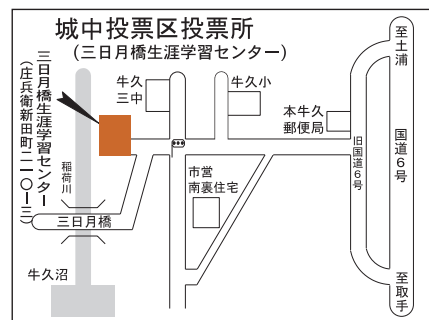 城中投票区投票所
(三日月橋生涯学習センター)
三日月橋生涯学習センター
(庄兵衛新田町二一〇ー三)
牛久
三中
牛久小
本牛久
郵便局
至土浦
国道6号
旧国道6号
至取手
市営
南裏住宅
稲荷川
三日月橋
牛久沼